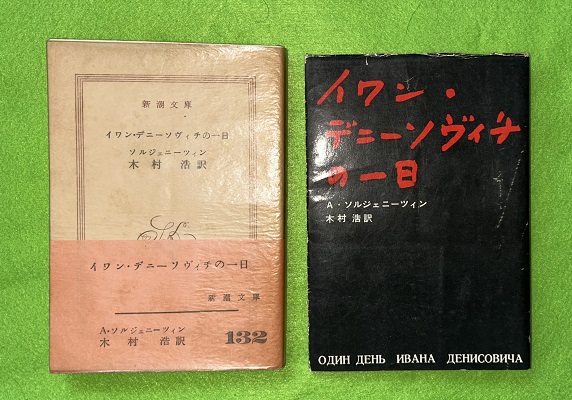 新潮文庫
イワン・デニーソヴィチの一日
ソルジェニーツィン
木村 浩訳
イワン・デニーソヴィチの一日
新潮文庫
A・ソルジェニーツィン
木村 浩訳
132
イワン・
デニーソヴィチ
の一日
A・ソルジェニーツィン
木村 浩訳
ОДИН ДЕНЬ ИВАНА ДЕНИСОВИЧА